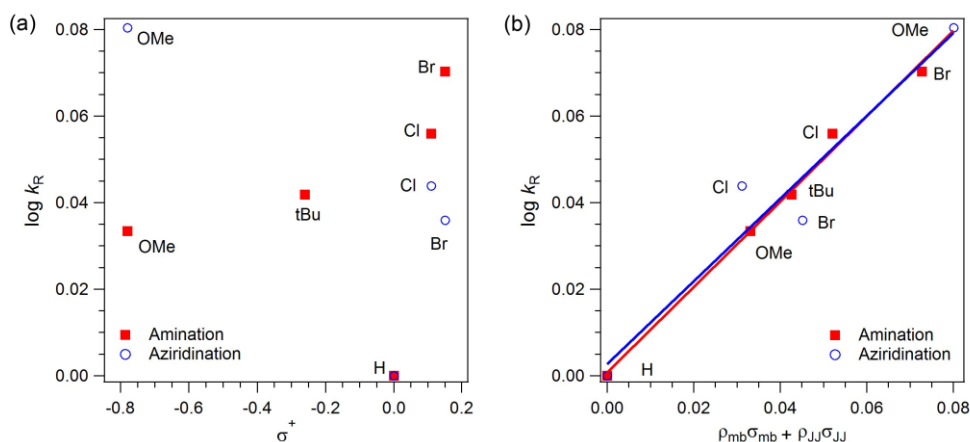 (a)
0.08
0.06
0.04
0.02
0.00
log kR
OMe
Br
Cl
Cl
tBu
Br
OMe
H
Amination
Aziridination
-0.8 -0.6 -0.4 -0.2 0.0 0.2
σ+
(b)
0.08
0.06
0.04
0.02
0.00
log kR
OMe
Br
Cl
Cl
tBu
Br
OMe
H
Amination
Aziridination
0.00 0.02 0.04 0.06 0.08
ρmbσmb + ρJJσJJ